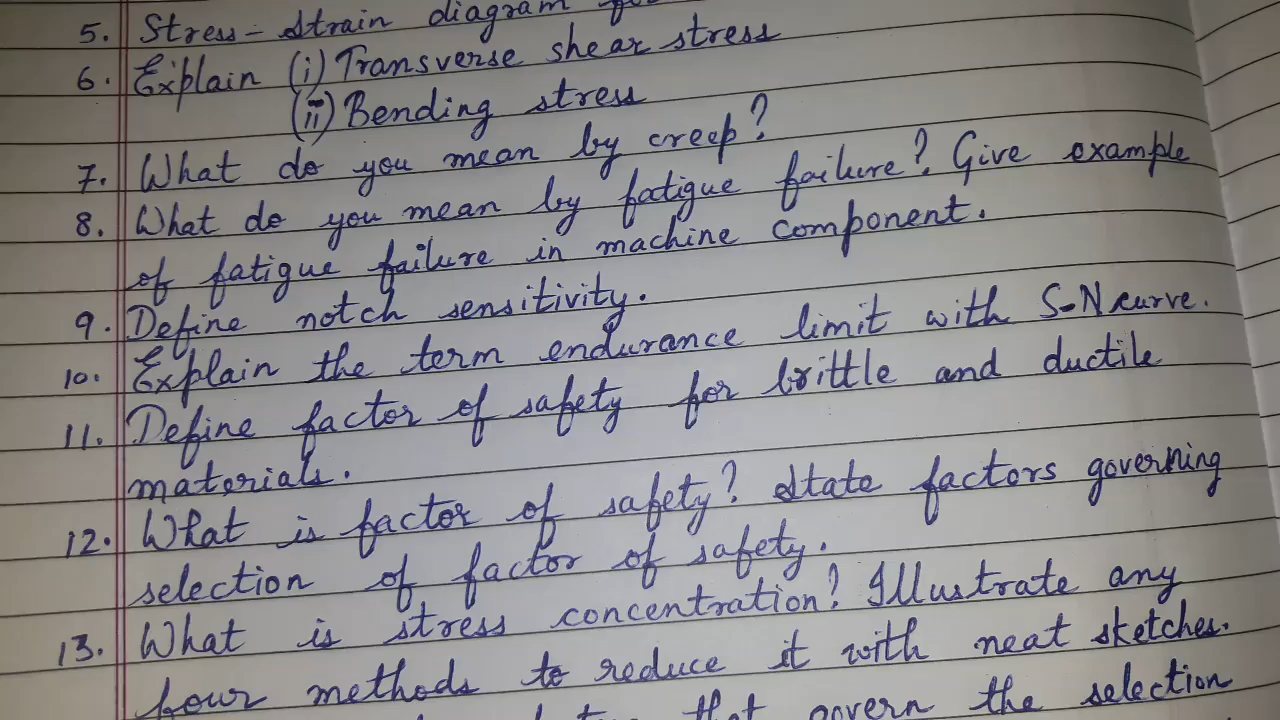 5. Stress - strain diagram
6. Explain (i) Transverse shear stress
(ii) Bending stress
7. What do you mean by creep?
8. What do you mean by fatigue failure? Give example
of fatigue failure in machine component.
9. Define notch sensitivity.
10. Explain the term endurance limit with S-N curve.
11. Define factor of safety for brittle and ductile
materials.
12. What is factor of safety? State factors governing
selection of factor of safety.
13. What is stress concentration? Illustrate any
four methods to reduce it with neat sketches.
that govern the selection